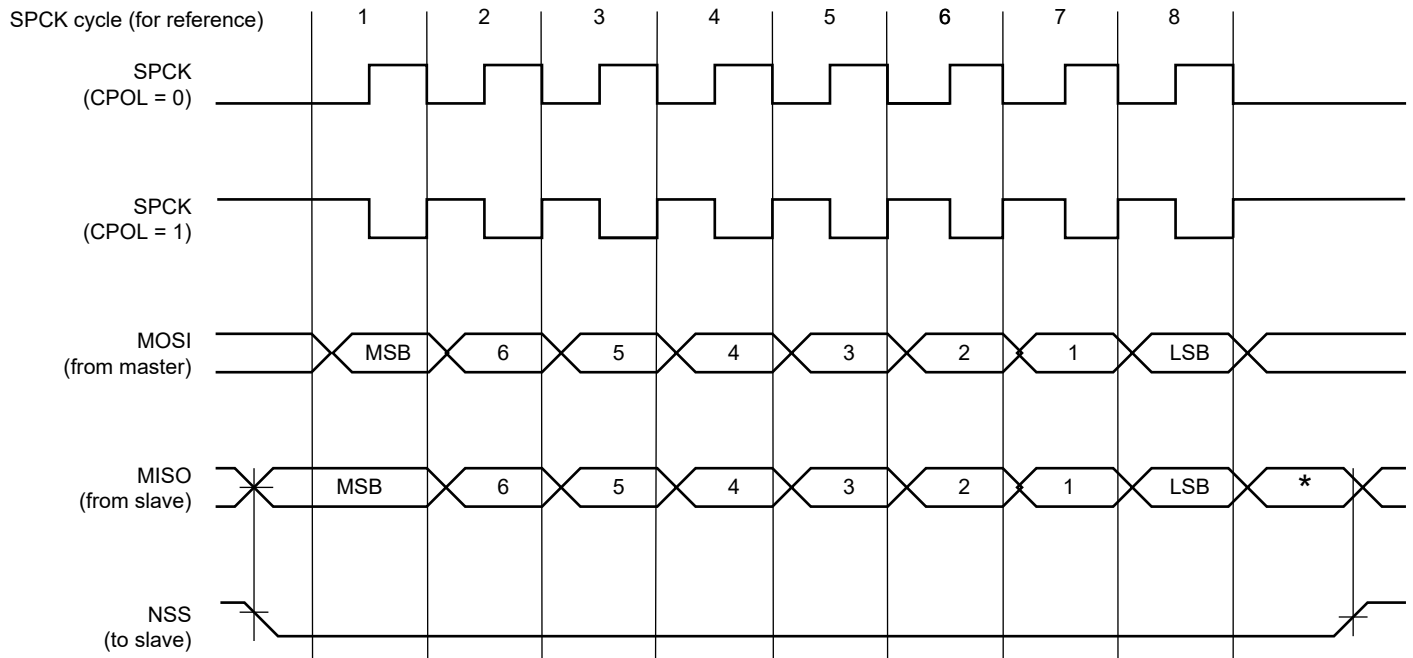 SPCK cycle (for reference) 1 2 3 4 5 6 7 8
SPCK
(CPOL = 0)
SPCK
(CPOL = 1)
MOSI
(from master)
MSB 6 5 4 3 2 1 LSB
MISO
(from slave)
MSB 6 5 4 3 2 1 LSB *
NSS
(to slave)